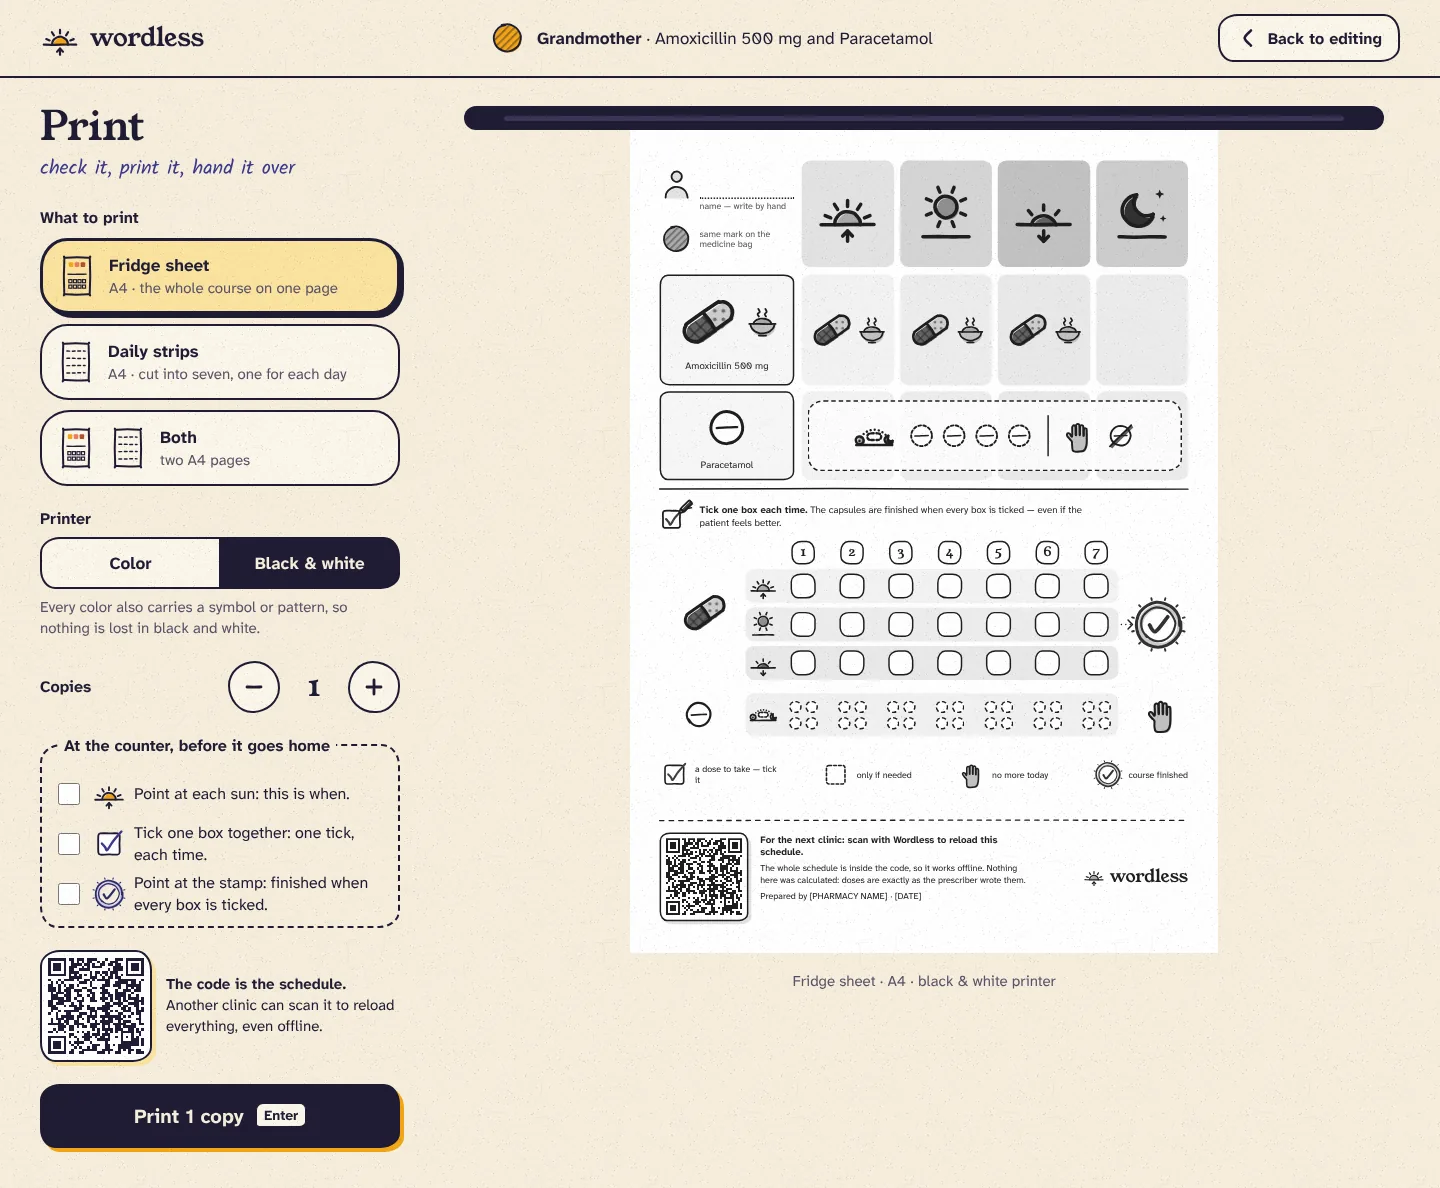 wordless
Grandmother · Amoxicillin 500 mg and Paracetamol
Back to editing
Print
check it, print it, hand it over
What to print
Fridge sheet
A4 · the whole course on one page
Daily strips
A4 · cut into seven, one for each day
Both
two A4 pages
Printer
Color
Black & white
Every color also carries a symbol or pattern, so
nothing is lost in black and white.
Copies
1
At the counter, before it goes home
Point at each sun: this is when.
Tick one box together: one tick,
each time.
Point at the stamp: finished when
every box is ticked.
The code is the schedule.
Another clinic can scan it to reload
everything, even offline.
Print 1 copy Enter
name — write by hand
same mark on the
medicine bag
Amoxicillin 500 mg
Paracetamol
Tick one box each time. The capsules are finished when every box is ticked — even if the
patient feels better.
1 2 3 4 5 6 7
a dose to take — tick
it
only if needed
no more today
course finished
For the next clinic: scan with Wordless to reload this
schedule.
The whole schedule is inside the code, so it works offline. Nothing
here was calculated: doses are exactly as the prescriber wrote them.
Prepared by [PHARMACY NAME] · [DATE]
wordless
Fridge sheet · A4 · black & white printer